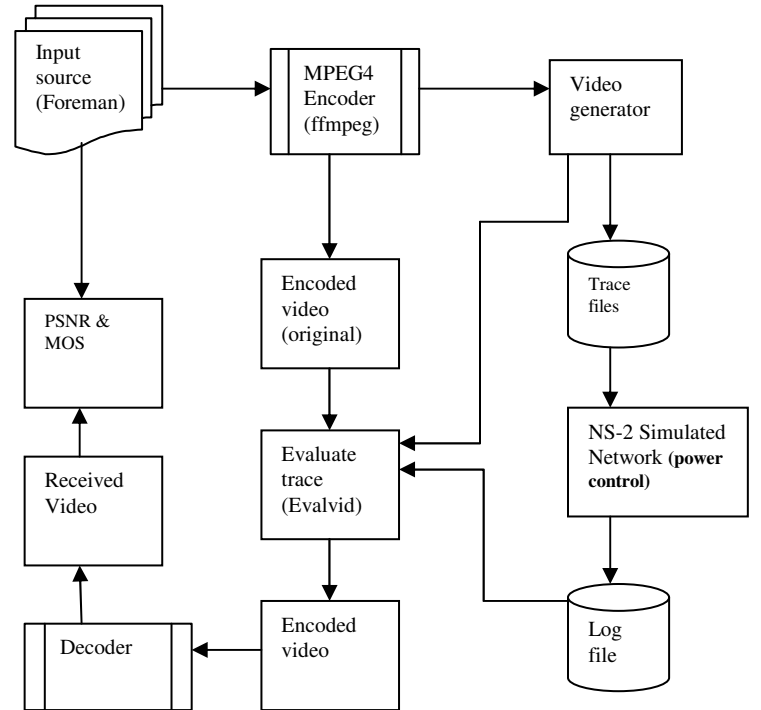 Input
source
(Foreman)
MPEG4
Encoder
(ffmpeg)
Video
generator
Encoded
video
(original)
Trace
files
PSNR &
MOS
NS-2 Simulated
Network (power
control)
Evaluate
trace
(Evalvid)
Received
Video
Encoded
video
Decoder
Log
file